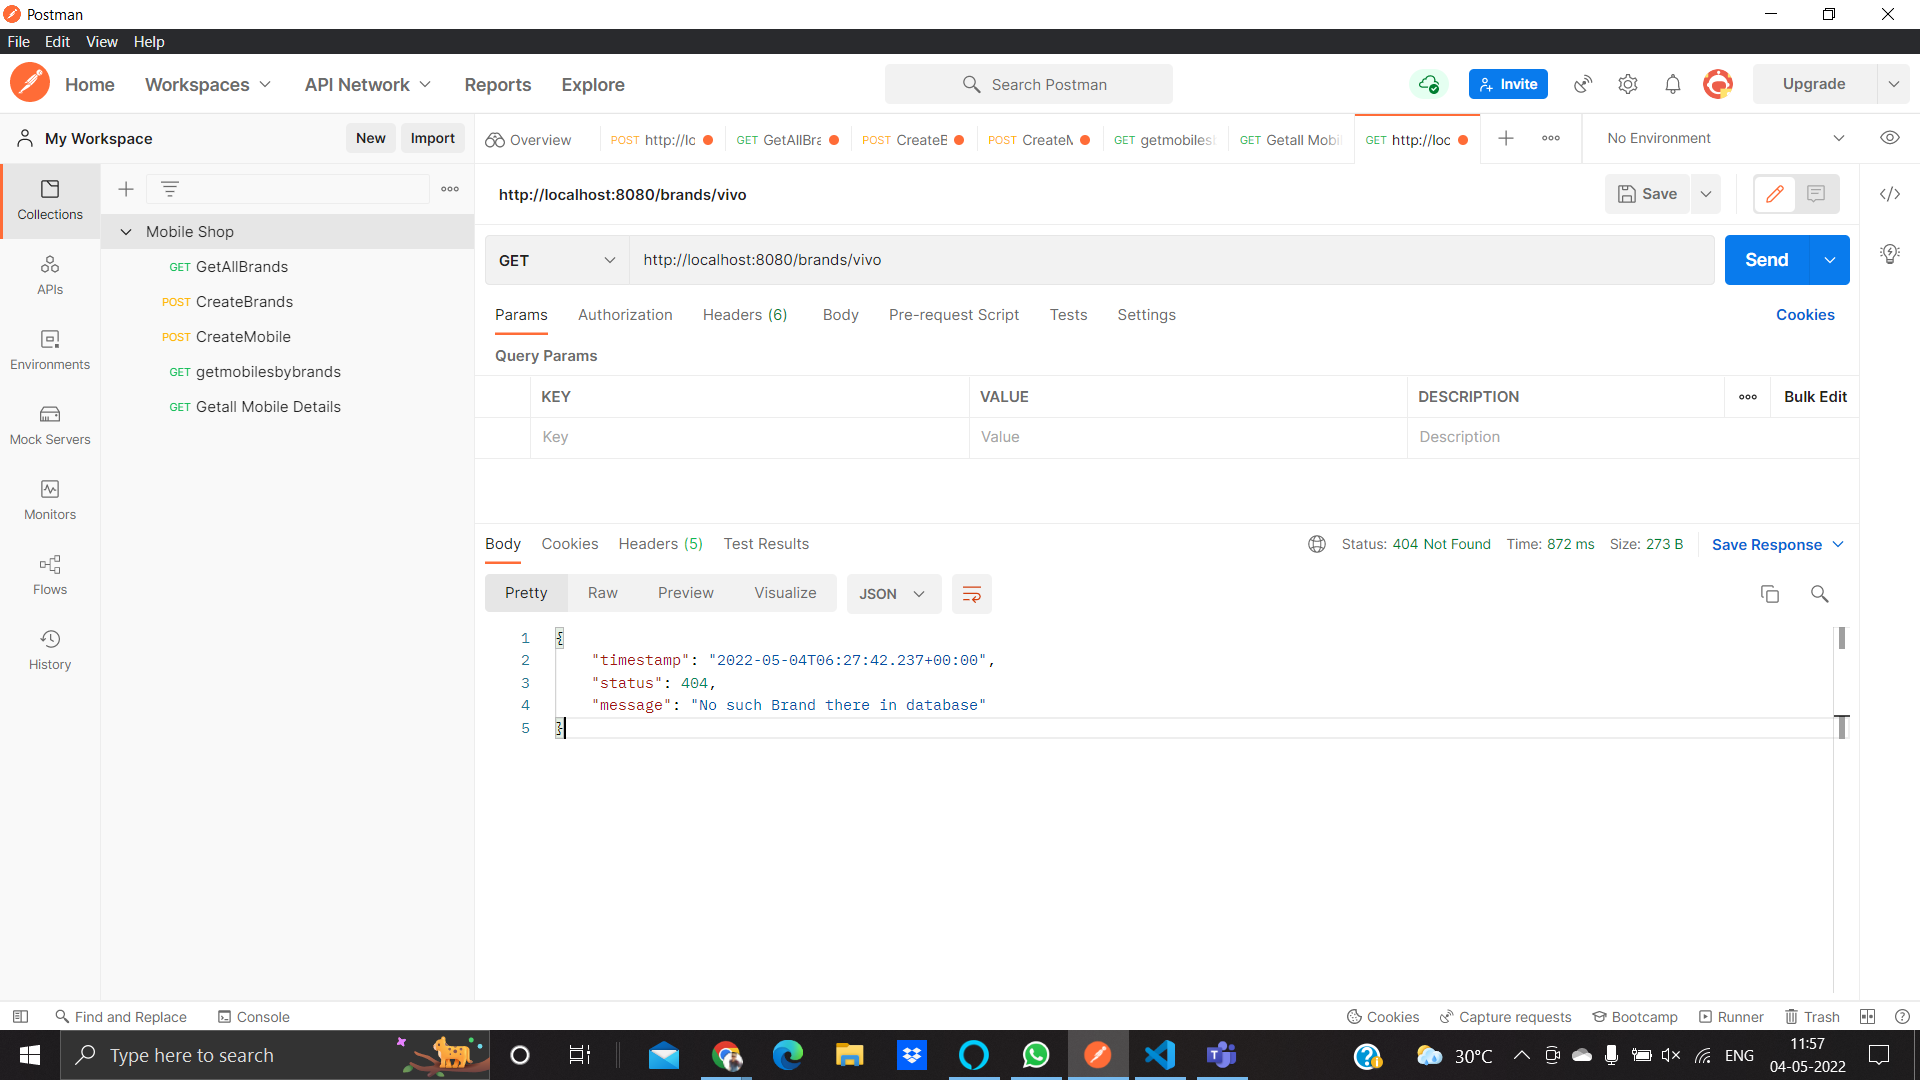 Postman
File Edit View Help
Home Workspaces API Network Reports Explore Search Postman Invite Upgrade
My Workspace New Import Overview POST http://lo GET GetAllBra POST CreateB POST CreateM GET getmobiles GET Getall Mobi GET http://loc No Environment
Collections
APIs
Environments
Mock Servers
Monitors
Flows
History
Mobile Shop
GET GetAllBrands
POST CreateBrands
POST CreateMobile
GET getmobilesbybrands
GET Getall Mobile Details
http://localhost:8080/brands/vivo Save
GET http://localhost:8080/brands/vivo Send
Params Authorization Headers (6) Body Pre-request Script Tests Settings Cookies
Query Params
KEY VALUE DESCRIPTION Bulk Edit
Key Value Description
Body Cookies Headers (5) Test Results Status: 404 Not Found Time: 872 ms Size: 273 B Save Response
Pretty Raw Preview Visualize JSON
1 {
2 "timestamp": "2022-05-04T06:27:42.237+00:00",
3 "status": 404,
4 "message": "No such Brand there in database"
5 }
Find and Replace Console Cookies Capture requests Bootcamp Runner Trash
Type here to search 30°C ENG 11:57
04-05-2022